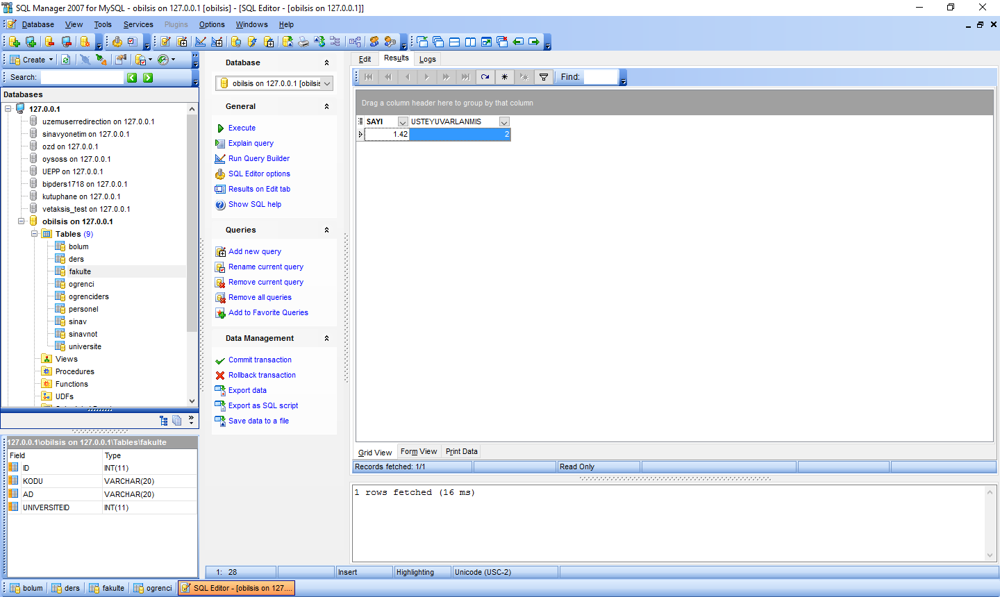 SQL Manager 2007 for MySQL - obilsis on 127.0.0.1 [obilsis] - [SQL Editor - [obilsis on 127.0.0.1]]
Database View Tools Services Plugins Options Windows Help
Create
Search:
Databases
127.0.0.1
uzemuserredirection on 127.0.0.1
sinavyonetim on 127.0.0.1
ozd on 127.0.0.1
oysoss on 127.0.0.1
UEPP on 127.0.0.1
bipders1718 on 127.0.0.1
kutuphane on 127.0.0.1
vetaksis_test on 127.0.0.1
obilsis on 127.0.0.1
Tables (9)
bolum
ders
fakulte
ogrenci
ogrenciders
personel
sinav
sinavnot
universite
Views
Procedures
Functions
UDFs
127.0.0.1\obilsis on 127.0.0.1\Tables\fakulte
Field Type
ID INT(11)
KODU VARCHAR(20)
AD VARCHAR(20)
UNIVERSITEID INT(11)
Database
obilsis on 127.0.0.1 [obilsis
General
Execute
Explain query
Run Query Builder
SQL Editor options
Results on Edit tab
Show SQL help
Queries
Add new query
Rename current query
Remove current query
Remove all queries
Add to Favorite Queries
Data Management
Commit transaction
Rollback transaction
Export data
Export as SQL script
Save data to a file
Edit Results Logs
Find:
Drag a column header here to group by that column
SAYI USTEYUVARLANMIS
1.42 2
Grid View Form View Print Data
Records fetched: 1/1 Read Only
1 rows fetched (16 ms)
1: 28 Insert Highlighting Unicode (USC-2)
bolum ders fakulte ogrenci SQL Editor - [obilsis on 127....